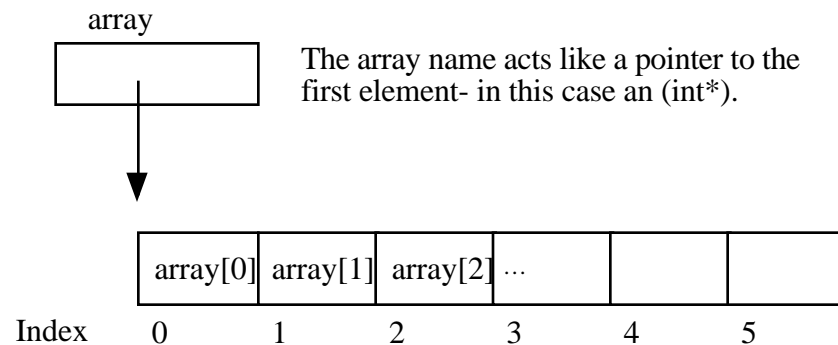 array
The array name acts like a pointer to the
first element- in this case an (int*).
array[0] array[1] array[2] ...
Index 0 1 2 3 4 5